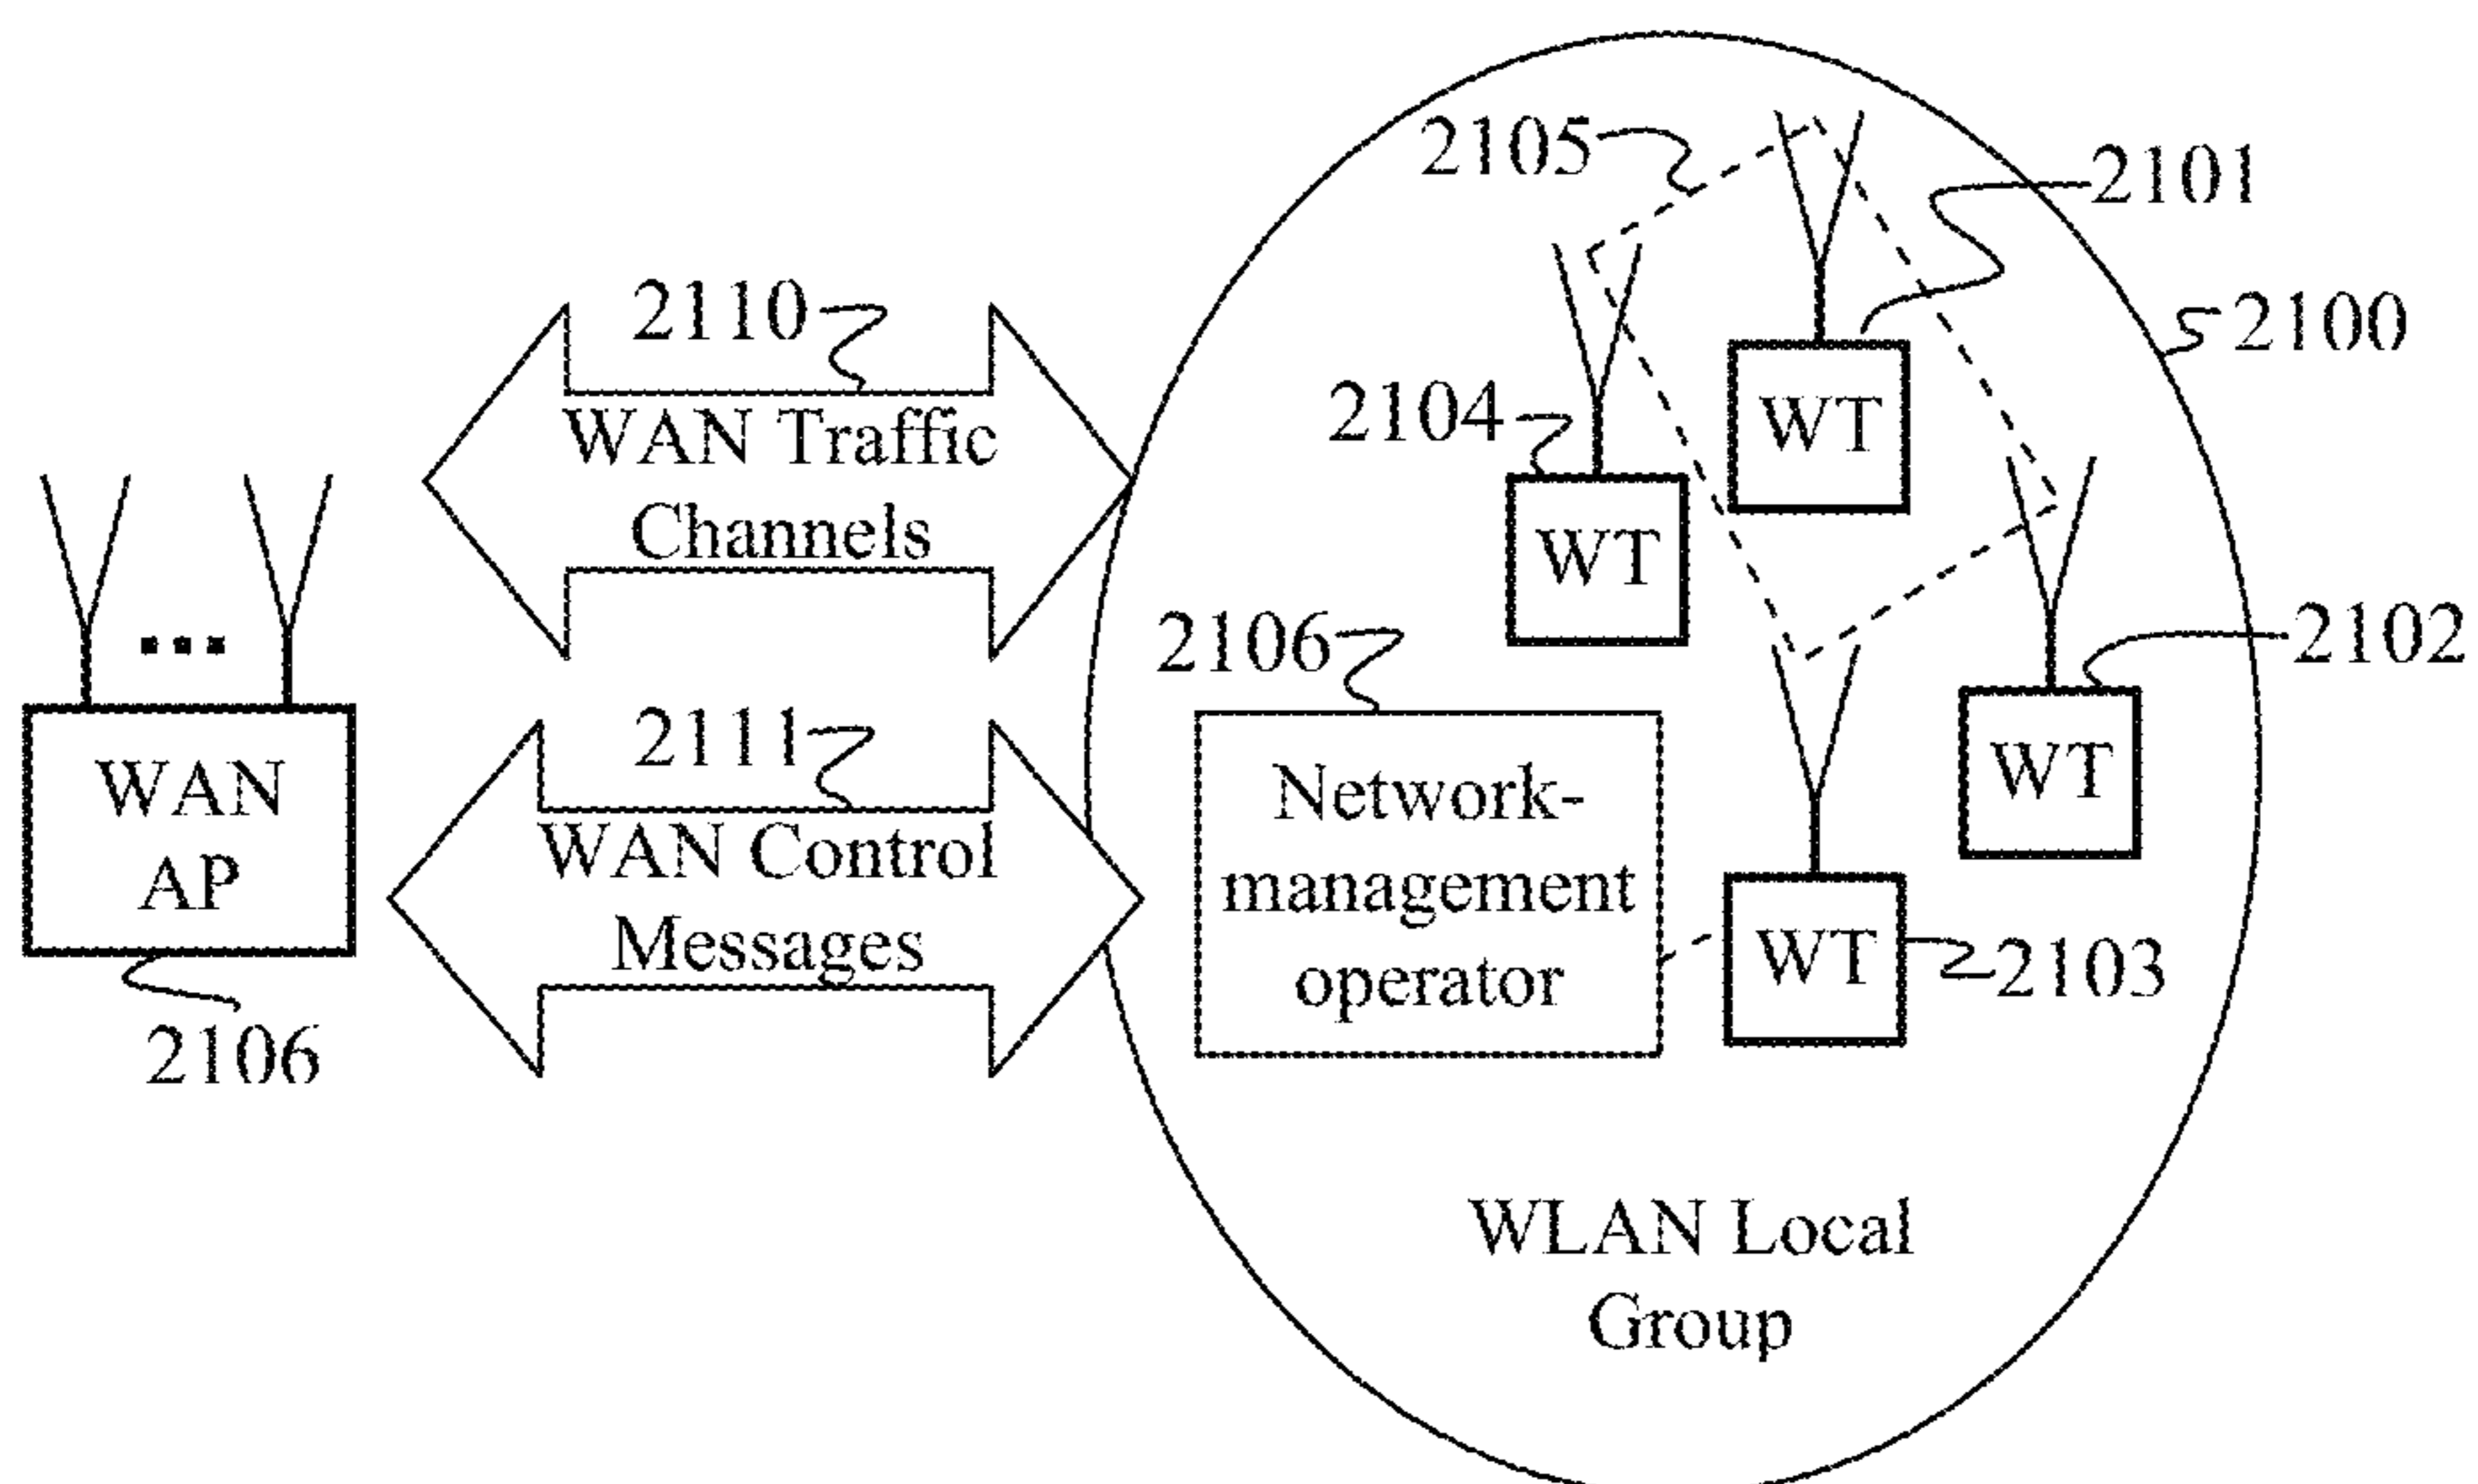 2105
2101
2110
2100
WAN Traffic
Channels
2104
WT
WT
2106
2102
2111
WAN
AP
WAN Control
Messages
Network-
management
operator
WT
WT
2103
2106
WLAN Local
Group